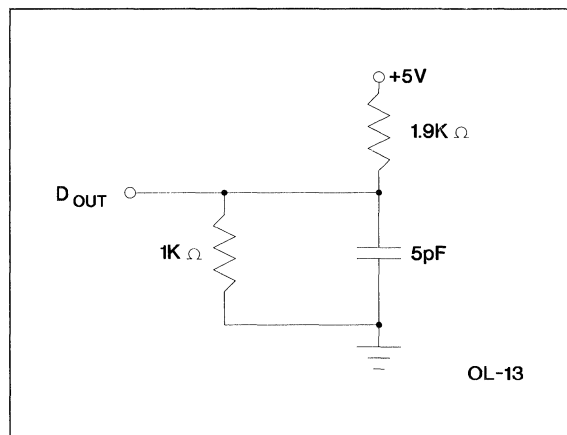 +5V
1.9K Ω
D OUT
1K Ω
5pF
OL-13